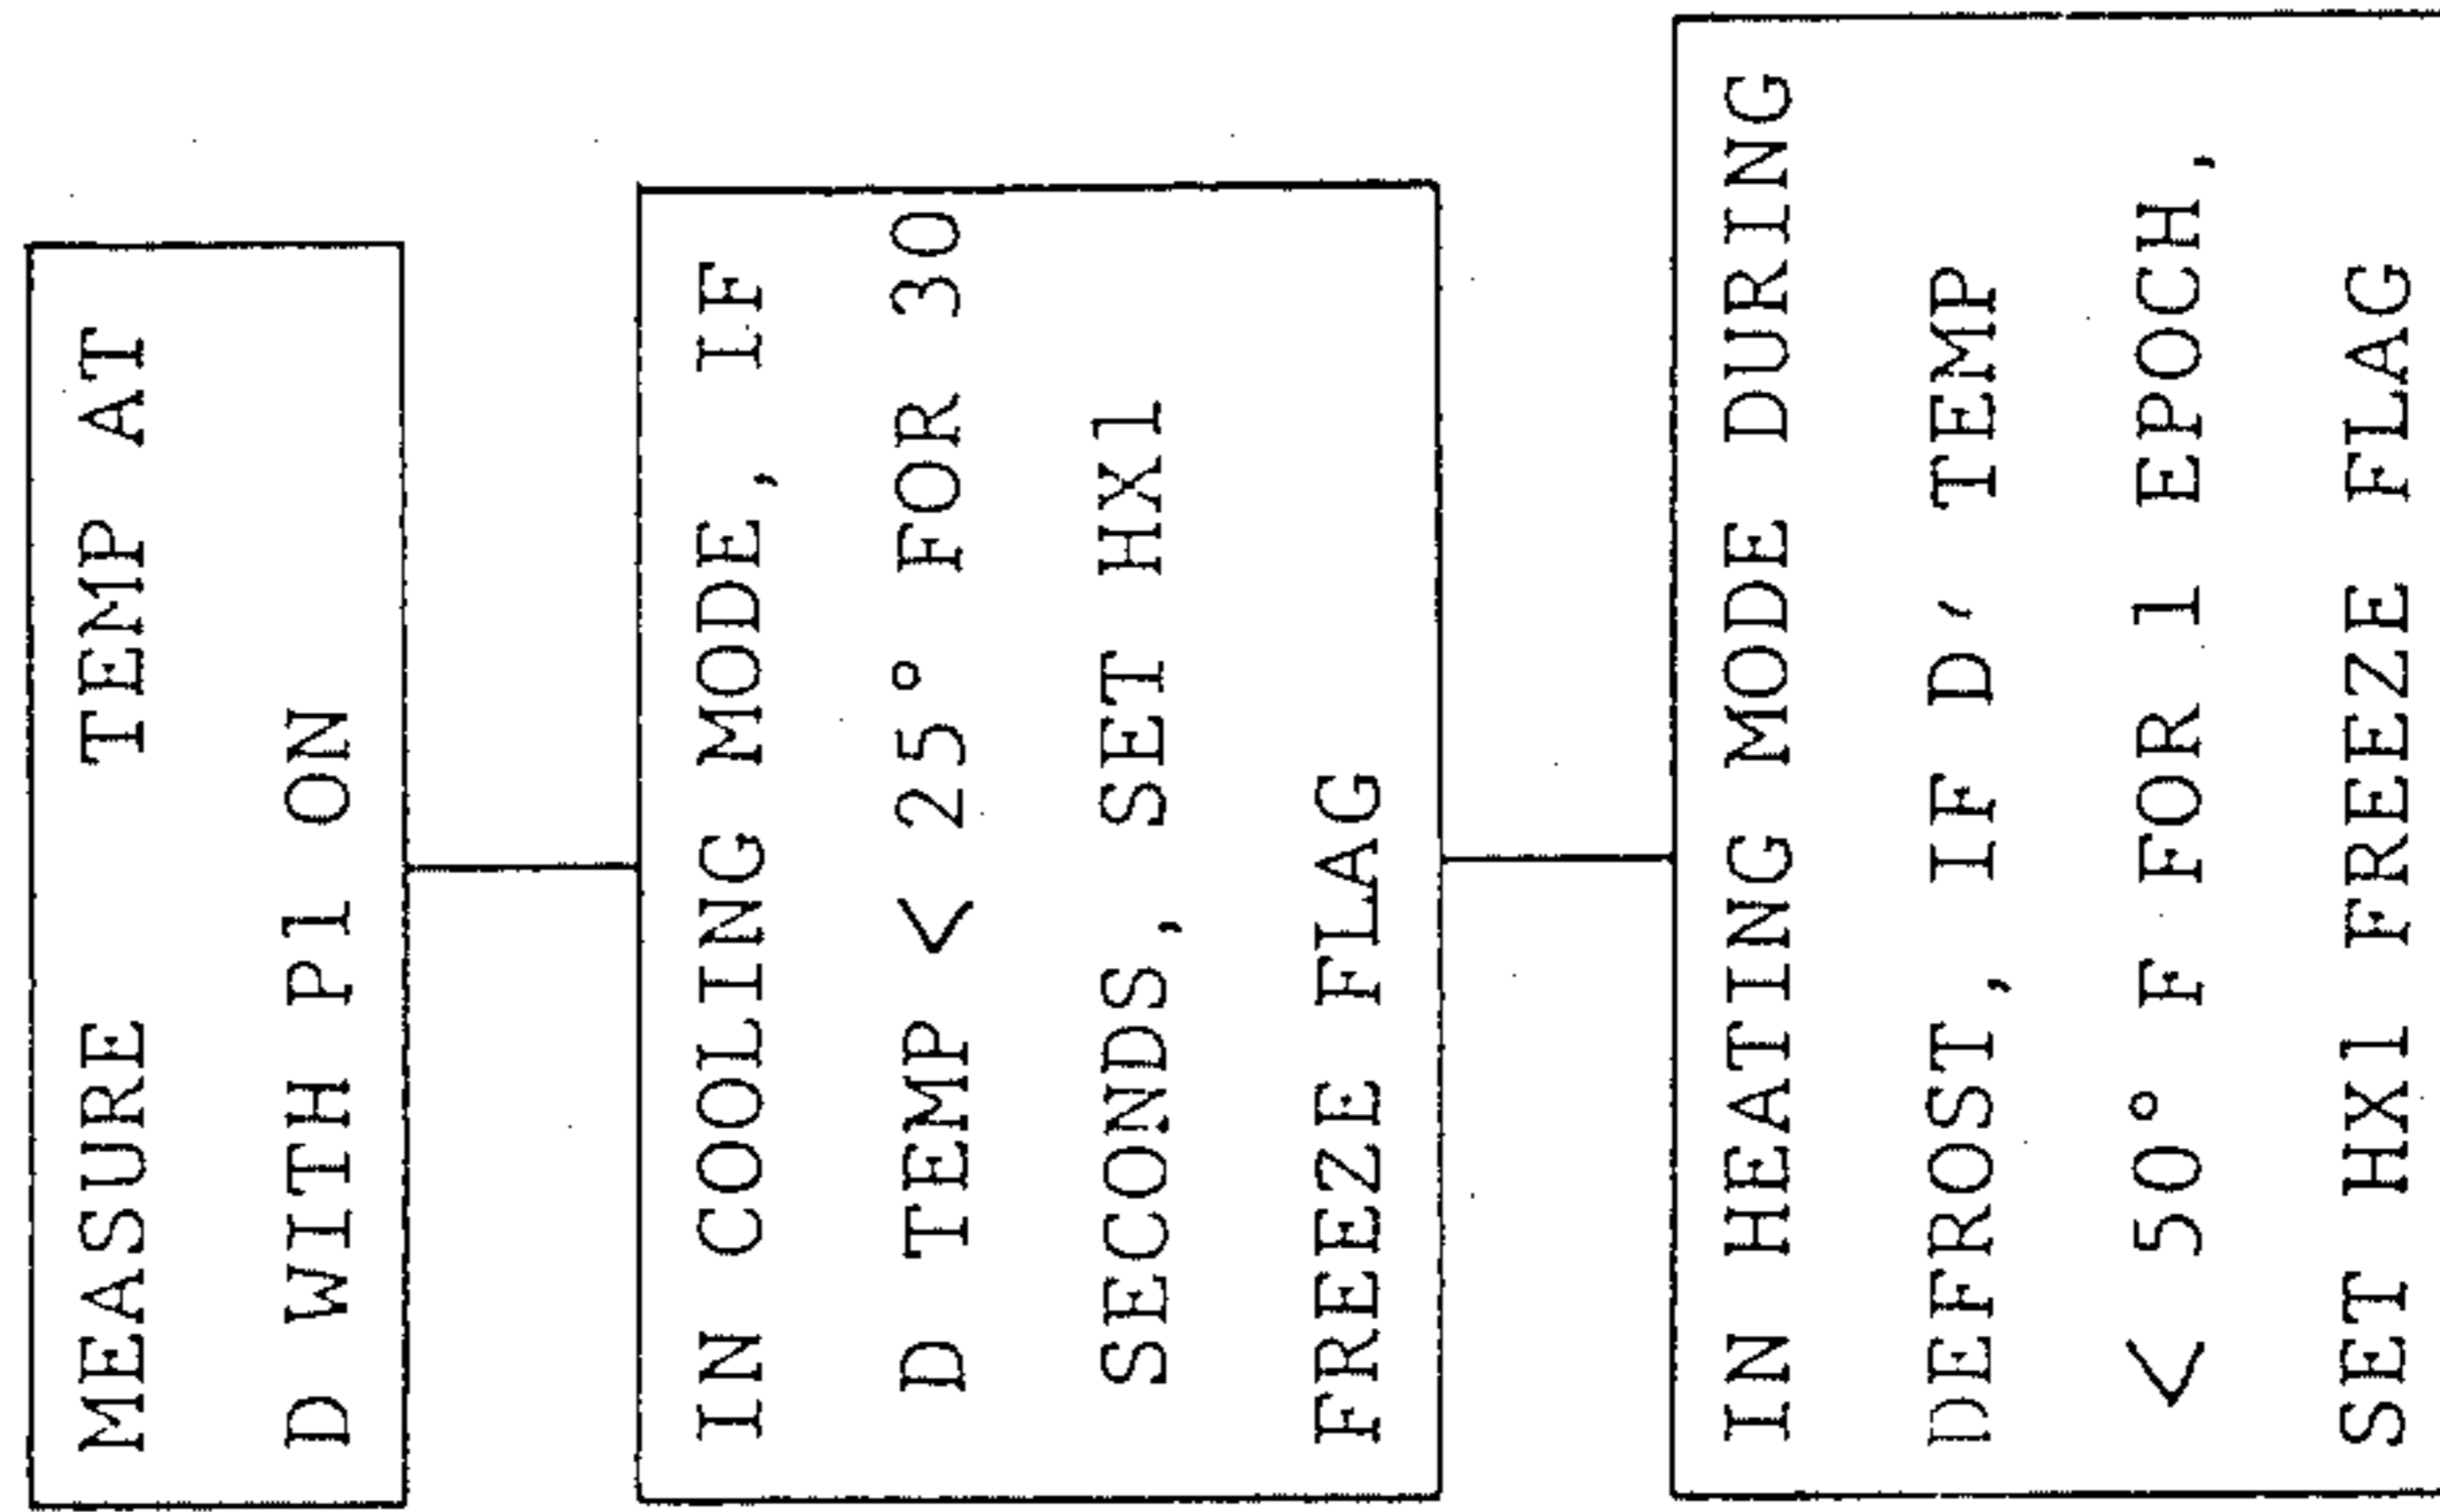 MEASURE TEMP AT
D WITH P1 ON
IN COOLING MODE, IF
D TEMP < 25° FOR 30
SECONDS, SET HX1
FREEZE FLAG
IN HEATING MODE DURING
DEFROST, IF D, TEMP
< 50° F FOR 1 EPOCH,
SET HX1 FREEZE FLAG